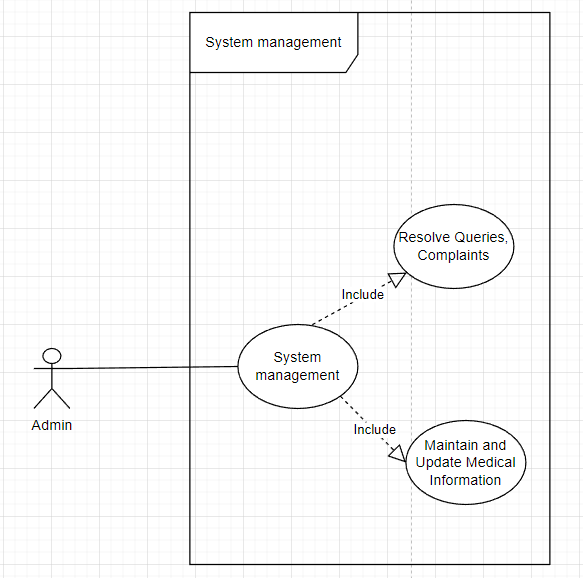 System management
Resolve Queries,
Complaints
Include
System
management
Admin
Include
Maintain and
Update Medical
Information